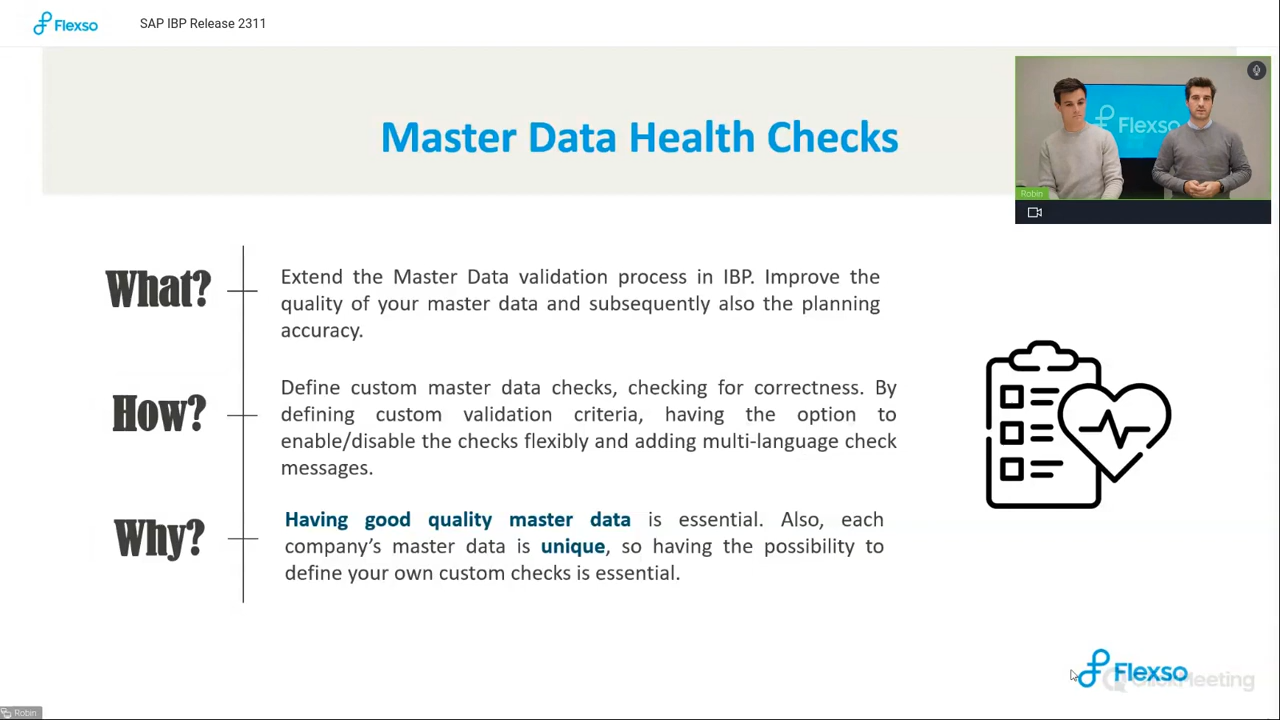 Flexso
SAP IBP Release 2311
Master Data Health Checks
Flexso
Robin
What?
Extend the Master Data validation process in IBP. Improve the
quality of your master data and subsequently also the planning
accuracy.
How?
Define custom master data checks, checking for correctness. By
defining custom validation criteria, having the option to
enable/disable the checks flexibly and adding multi-language check
messages.
Why?
Having good quality master data is essential. Also, each
company's master data is unique, so having the possibility to
define your own custom checks is essential.
Flexso
ClickMeeting
Robin